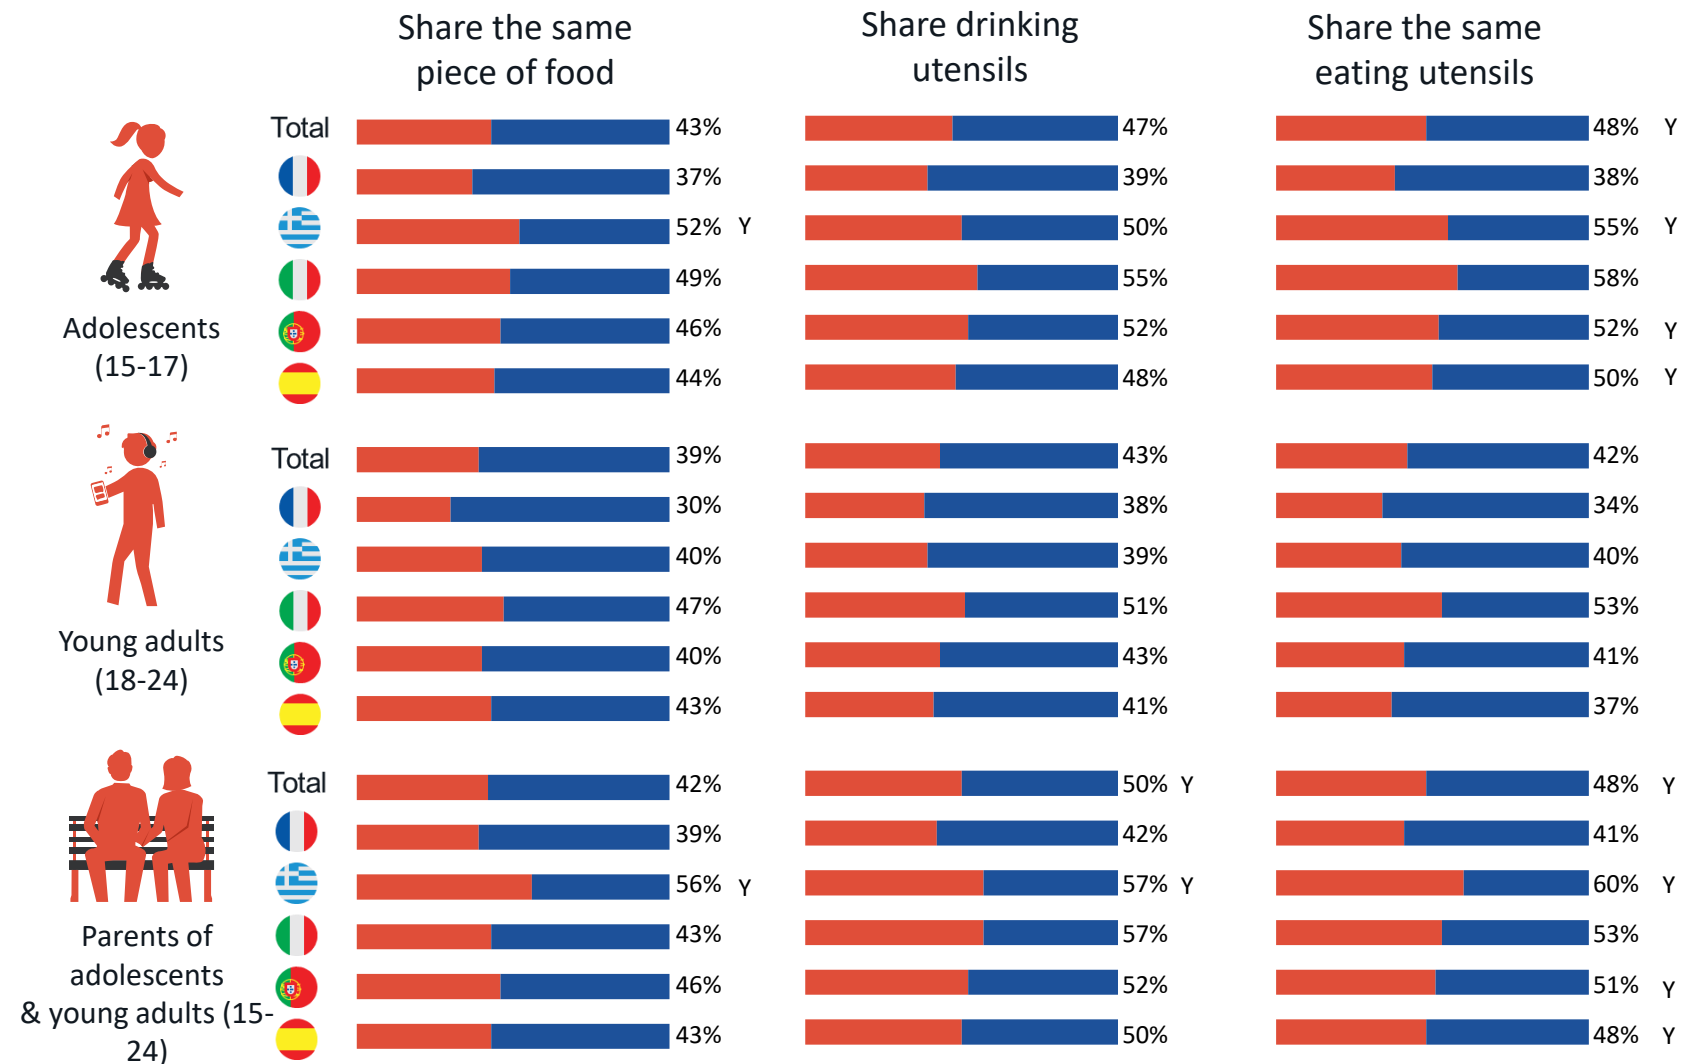 Share the same
piece of food
Share drinking
utensils
Share the same
eating utensils
Total 43% 47% 48% Y
37% 39% 38%
52% Y 50% 55% Y
49% 55% 58%
46% 52% 52% Y
44% 48% 50% Y
Adolescents
(15-17)
Total 39% 43% 42%
30% 38% 34%
40% 39% 40%
47% 51% 53%
40% 43% 41%
43% 41% 37%
Young adults
(18-24)
Total 42% 50% Y 48% Y
39% 42% 41%
56% Y 57% Y 60% Y
43% 57% 53%
46% 52% 51% Y
43% 50% 48% Y
Parents of
adolescents
& young adults (15-
24)